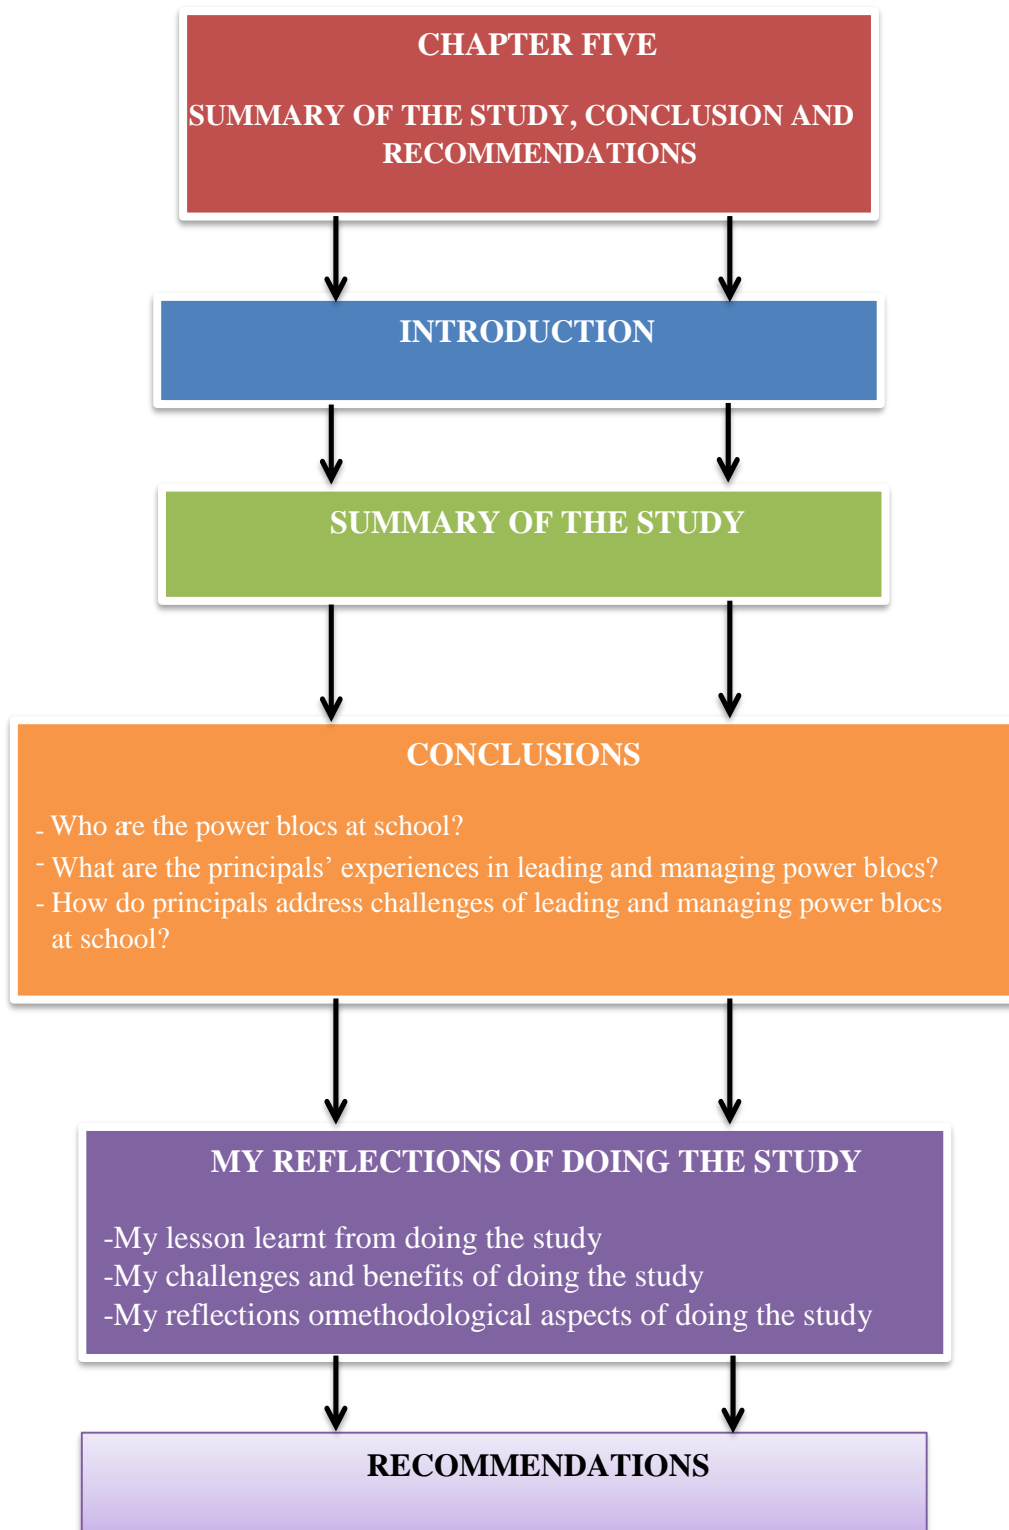 CHAPTER FIVE
SUMMARY OF THE STUDY, CONCLUSION AND
RECOMMENDATIONS
INTRODUCTION
SUMMARY OF THE STUDY
CONCLUSIONS
- Who are the power blocs at school?
- What are the principals’ experiences in leading and managing power blocs?
- How do principals address challenges of leading and managing power blocs
at school?
MY REFLECTIONS OF DOING THE STUDY
-My lesson learnt from doing the study
-My challenges and benefits of doing the study
-My reflections on methodological aspects of doing the study
RECOMMENDATIONS